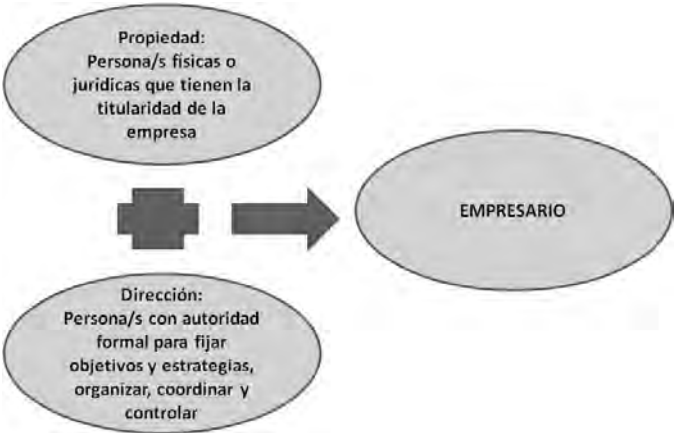 Propiedad:
Persona/s físicas o
jurídicas que tienen la
titularidad de la
empresa
EMPRESARIO
Dirección:
Persona/s con autoridad
formal para fijar
objetivos y estrategias,
organizar, coordinar y
controlar